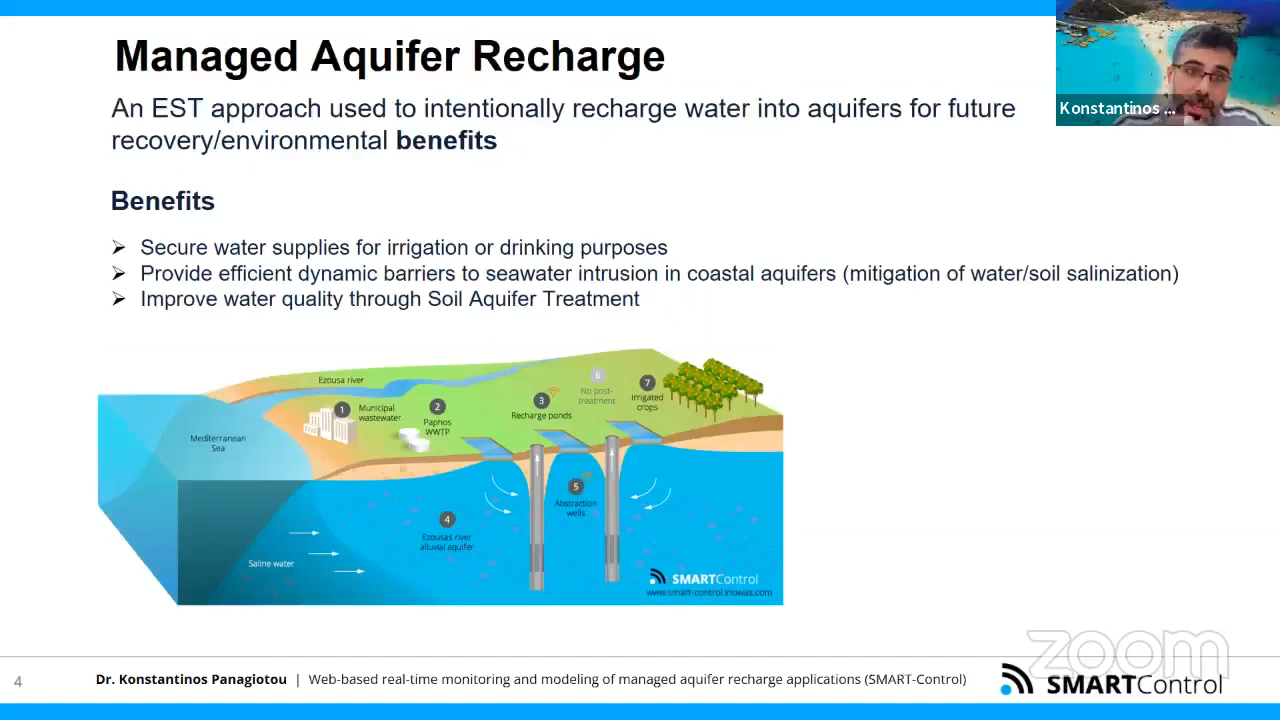 Managed Aquifer Recharge
An EST approach used to intentionally recharge water into aquifers for future
recovery/environmental benefits
Konstantinos ...
Benefits
Secure water supplies for irrigation or drinking purposes
Provide efficient dynamic barriers to seawater intrusion in coastal aquifers (mitigation of water/soil salinization)
Improve water quality through Soil Aquifer Treatment
Ezousa river
1
Municipal
wastewater
2
Paphos
WWTP
3
Recharge ponds
6
No post-
treatment
7
Irrigated
crops
Mediterranean
Sea
4
Ezousas river
alluvial aquifer
5
Abstraction
wells
Saline water
SMARTControl
www.smart-control.inowas.com
zoom
4
Dr. Konstantinos Panagiotou | Web-based real-time monitoring and modeling of managed aquifer recharge applications (SMART-Control)
SMARTControl